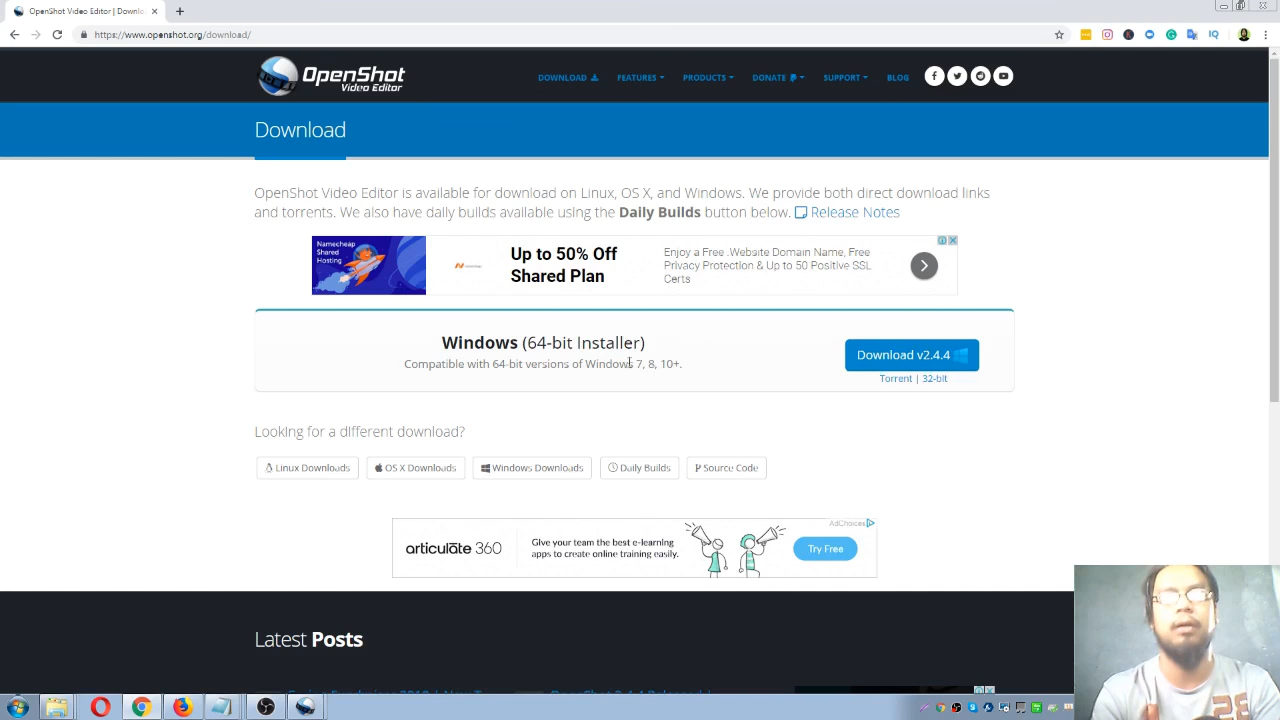 OpenShot Video Editor | Downlo
https://www.openshot.org/download/
OpenShot
Video Editor
DOWNLOAD
FEATURES
PRODUCTS
DONATE
SUPPORT
BLOG
Download
OpenShot Video Editor is available for download on Linux, OS X, and Windows. We provide both direct download links
and torrents. We also have daily builds available using the Daily Builds button below. Release Notes
Namecheap
Shared
Hosting
Up to 50% Off
Shared Plan
Enjoy a Free .Website Domain Name, Free
Privacy Protection & Up to 50 Positive SSL
Certs
Windows (64-bit Installer)
Compatible with 64-bit versions of Windows 7, 8, 10+.
Download v2.4.4
Torrent | 32-bit
Looking for a different download?
Linux Downloads
OS X Downloads
Windows Downloads
Daily Builds
Source Code
AdChoices
articulate 360
Give your team the best e-learning
apps to create online training easily.
Try Free
Latest Posts